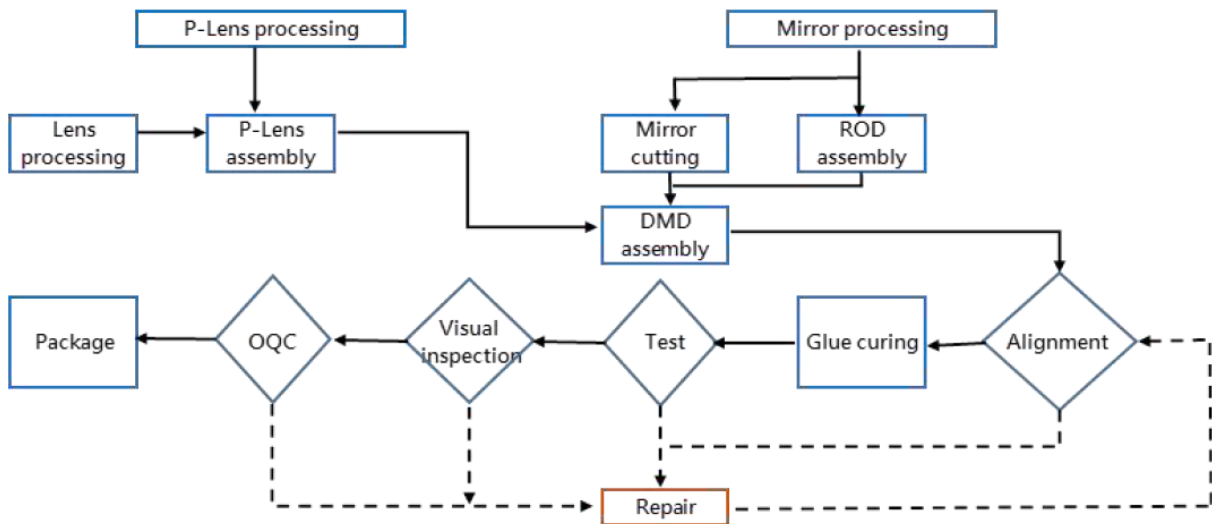 P-Lens processing
Mirror processing
Lens
processing
P-Lens
assembly
Mirror
cutting
ROD
assembly
DMD
assembly
Package
OQC
Visual
inspection
Test
Glue curing
Alignment
Repair